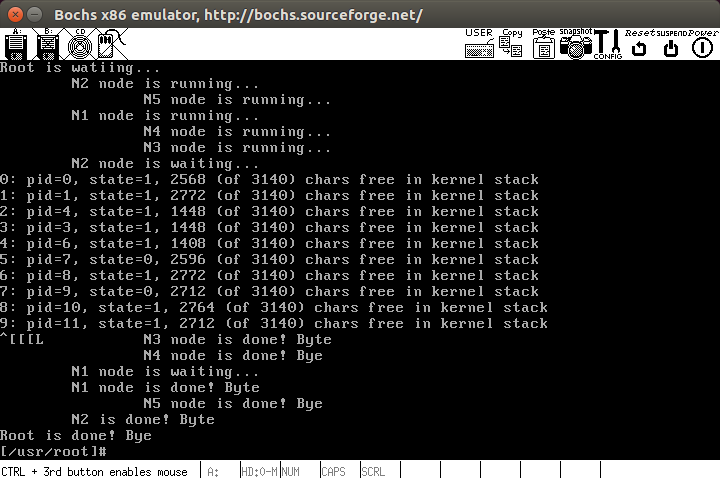 Bochs x86 emulator, http://bochs.sourceforge.net/
A: B: CD USER Copy Paste snapshot CONFIG Reset SUSPEND Power
Root is watiing...
N2 node is running...
N5 node is running...
N1 node is running...
N4 node is running...
N3 node is running...
N2 node is waiting...
0: pid=0, state=1, 2568 (of 3140) chars free in kernel stack
1: pid=1, state=1, 2772 (of 3140) chars free in kernel stack
2: pid=4, state=1, 1448 (of 3140) chars free in kernel stack
3: pid=3, state=1, 1448 (of 3140) chars free in kernel stack
4: pid=6, state=1, 1408 (of 3140) chars free in kernel stack
5: pid=7, state=0, 2596 (of 3140) chars free in kernel stack
6: pid=8, state=1, 2772 (of 3140) chars free in kernel stack
7: pid=9, state=0, 2712 (of 3140) chars free in kernel stack
8: pid=10, state=1, 2764 (of 3140) chars free in kernel stack
9: pid=11, state=1, 2712 (of 3140) chars free in kernel stack
^[[[L N3 node is done! Byte
N4 node is done! Bye
N1 node is waiting...
N1 node is done! Byte
N5 node is done! Bye
N2 is done! Byte
Root is done! Bye
[/usr/root]#
CTRL + 3rd button enables mouse A: HD:0-M NUM CAPS SCRL